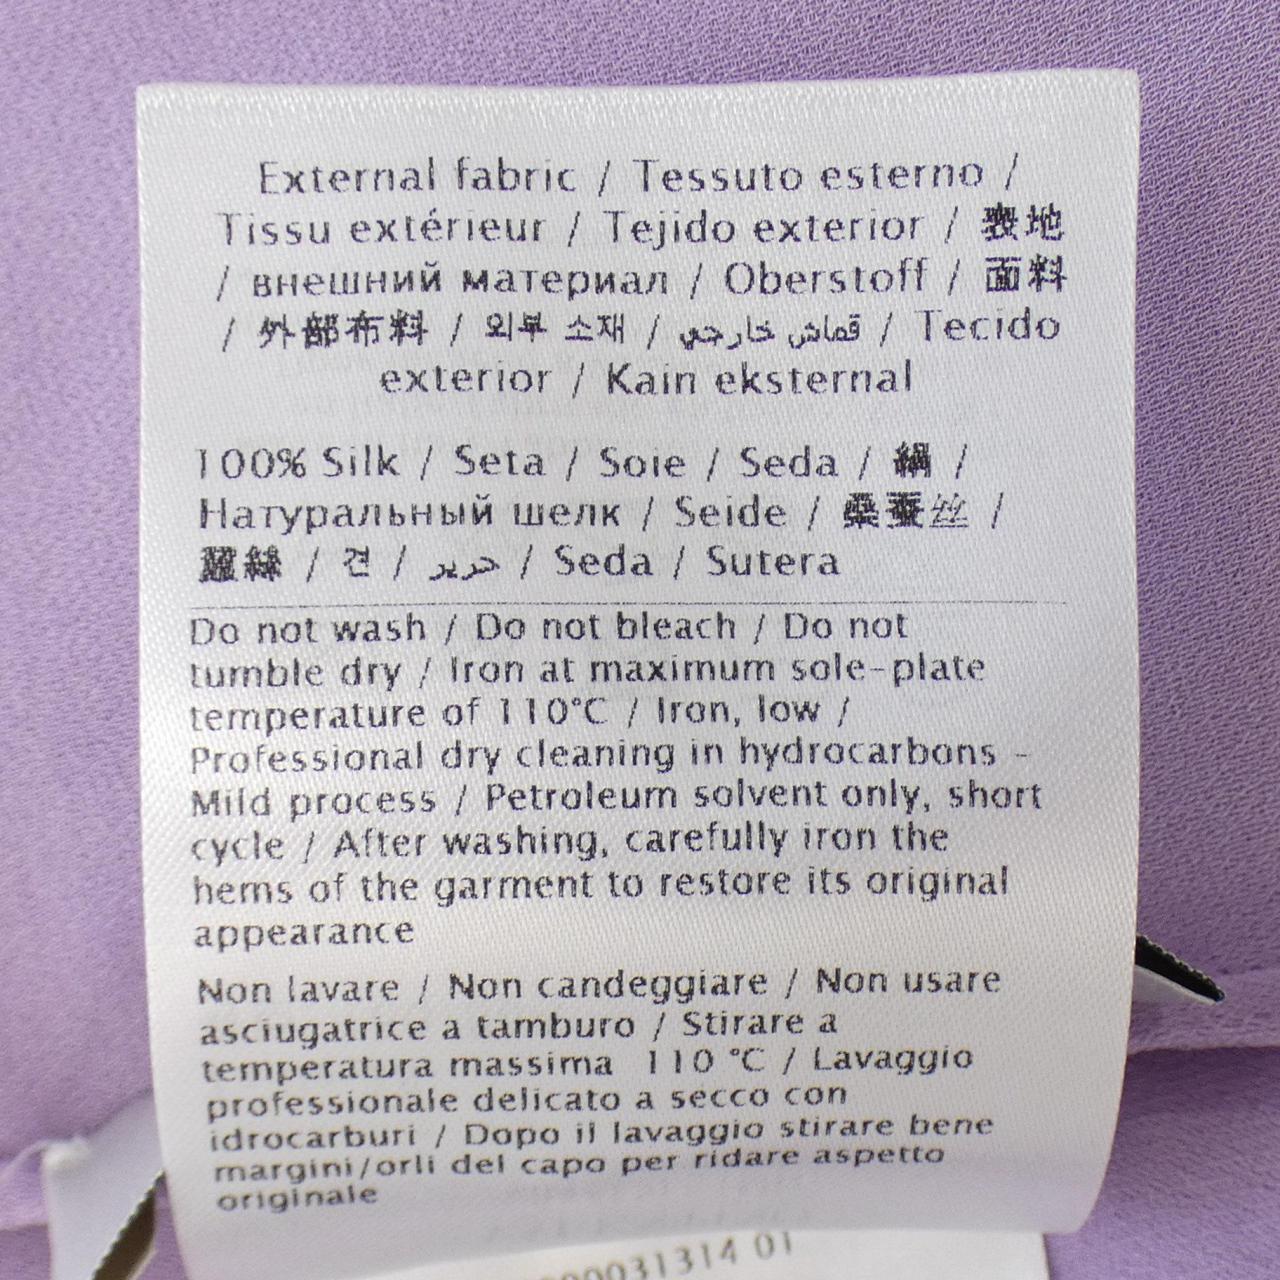 External fabric / Tessuto esterno /
Tissu extérieur / Tejido exterior / 表地
/ внешний материал / Oberstoff / 面料
/ 外部布料 / 외부 소재 / قماش خارجي / Tecido
exterior / Kain eksternal
100% Silk / Seta / Soie / Seda / 絹 /
Натуральный шелк / Seide / 桑蚕丝 /
蠶絲 / 견 / حرير / Seda / Sutera
Do not wash / Do not bleach / Do not
tumble dry / Iron at maximum sole-plate
temperature of 110°C / Iron, low /
Professional dry cleaning in hydrocarbons -
Mild process / Petroleum solvent only, short
cycle / After washing, carefully iron the
hems of the garment to restore its original
appearance
Non lavare / Non candeggiare / Non usare
asciugatrice a tamburo / Stirare a
temperatura massima 110 °C / Lavaggio
professionale delicato a secco con
idrocarburi / Dopo il lavaggio stirare bene
margini/orli del capo per ridare aspetto
originale
01